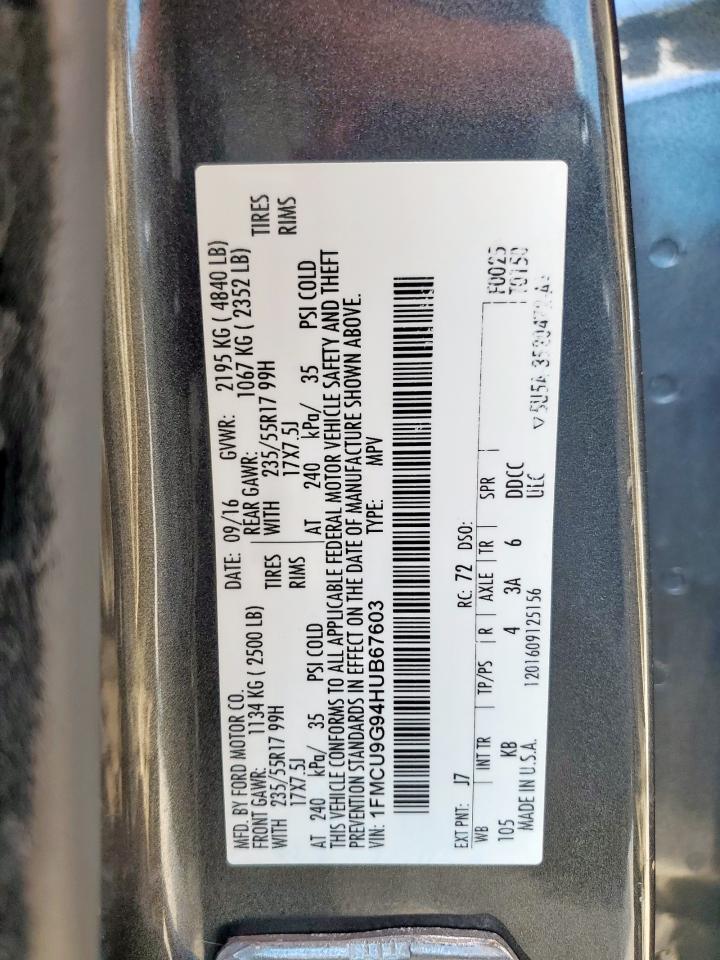 MFD. BY FORD MOTOR CO. DATE: 09/16 GVWR: 2195 KG ( 4840 LB)
FRONT GAWR: 1134 KG ( 2500 LB) REAR GAWR: 1067 KG ( 2352 LB)
WITH 235/55R17 99H TIRES WITH 235/55R17 99H TIRES
17X7.5J RIMS 17X7.5J RIMS
AT 240 kPa/ 35 PSI COLD AT 240 kPa/ 35 PSI COLD
THIS VEHICLE CONFORMS TO ALL APPLICABLE FEDERAL MOTOR VEHICLE SAFETY AND THEFT
PREVENTION STANDARDS IN EFFECT ON THE DATE OF MANUFACTURE SHOWN ABOVE.
VIN: 1FMCU9G94HUB67603 TYPE: MPV
EXT PNT: J7 RC: 72 DSO:
WB INT TR TP/PS R AXLE TR SPR F0025
105 KB 4 3A 6 DDCC T0150
MADE IN U.S.A. 1201609125156 ULC